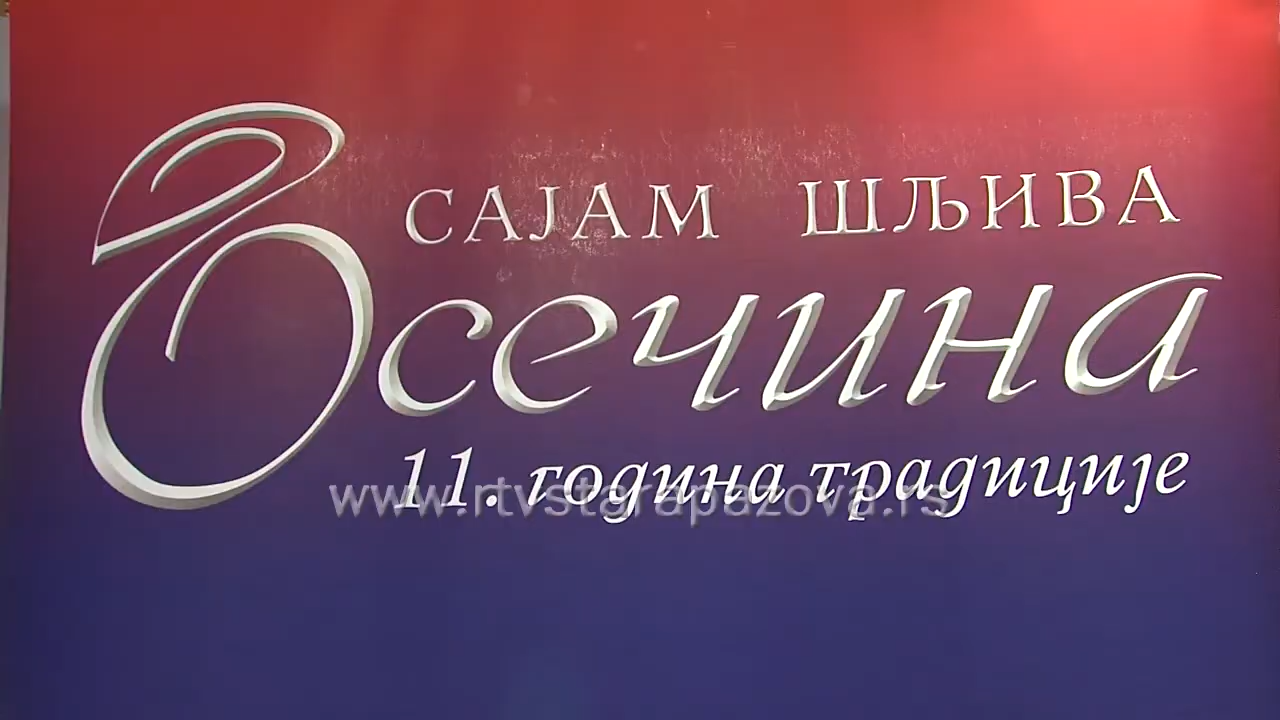 САЈАМ ШЉИВА
Осечина
11. година традиције
www.rtvstarapazova.rs